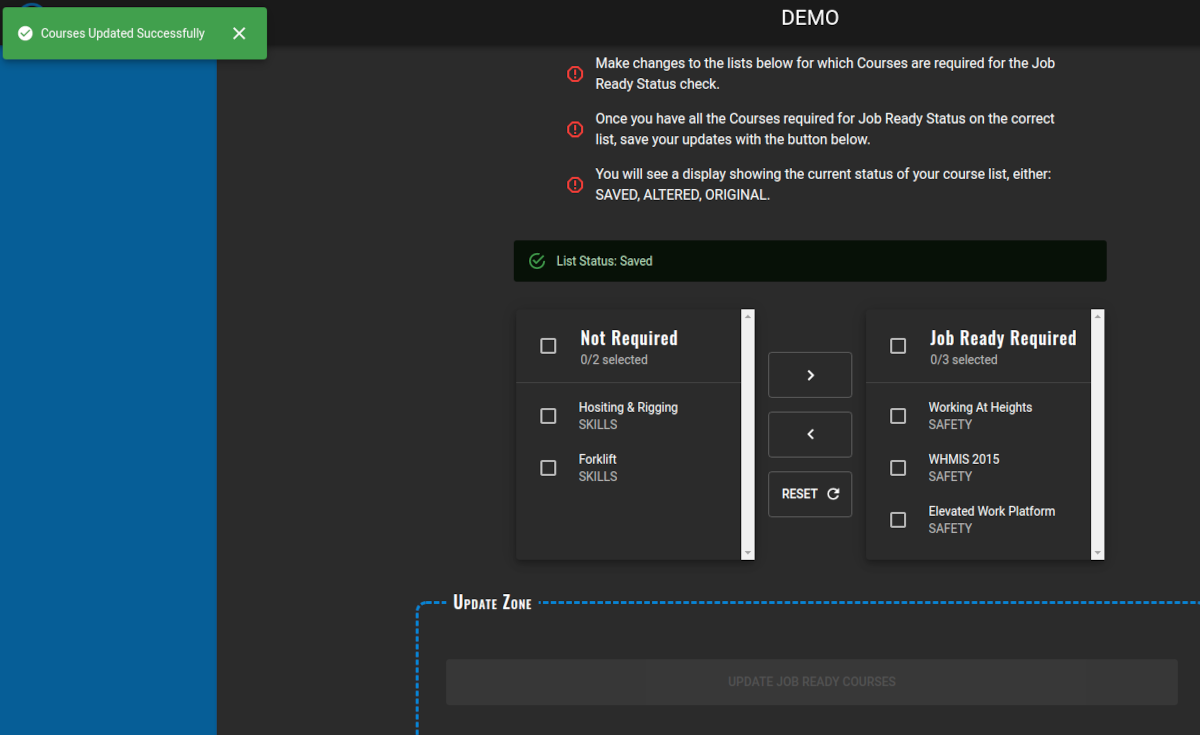 DEMO
Courses Updated Successfully
Make changes to the lists below for which Courses are required for the Job
Ready Status check.
Once you have all the Courses required for Job Ready Status on the correct
list, save your updates with the button below.
You will see a display showing the current status of your course list, either:
SAVED, ALTERED, ORIGINAL.
List Status: Saved
Not Required
0/2 selected
Hositing & Rigging
SKILLS
Forklift
SKILLS
RESET
Job Ready Required
0/3 selected
Working At Heights
SAFETY
WHMIS 2015
SAFETY
Elevated Work Platform
SAFETY
Update Zone
UPDATE JOB READY COURSES